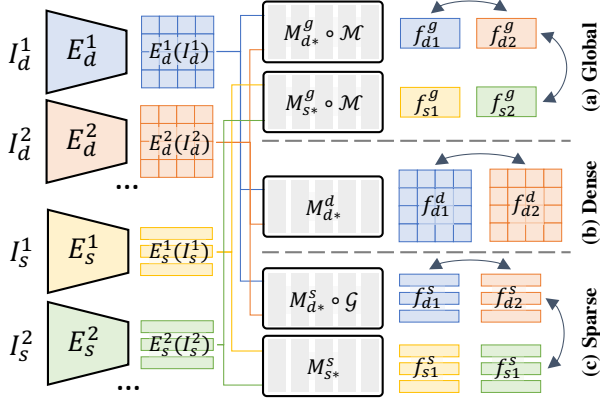 I_d^1 E_d^1 E_d^1(I_d^1)
I_d^2 E_d^2 E_d^2(I_d^2)
...
I_s^1 E_s^1 E_s^1(I_s^1)
I_s^2 E_s^2 E_s^2(I_s^2)
...
M_{d*}^g ∘ ℳ
f_{d1}^g f_{d2}^g
M_{s*}^g ∘ ℳ
f_{s1}^g f_{s2}^g
(a) Global
M_{d*}^d
f_{d1}^d f_{d2}^d
(b) Dense
M_{d*}^s ∘ 𝒢
f_{d1}^s f_{d2}^s
M_{s*}^s
f_{s1}^s f_{s1}^s
(c) Sparse